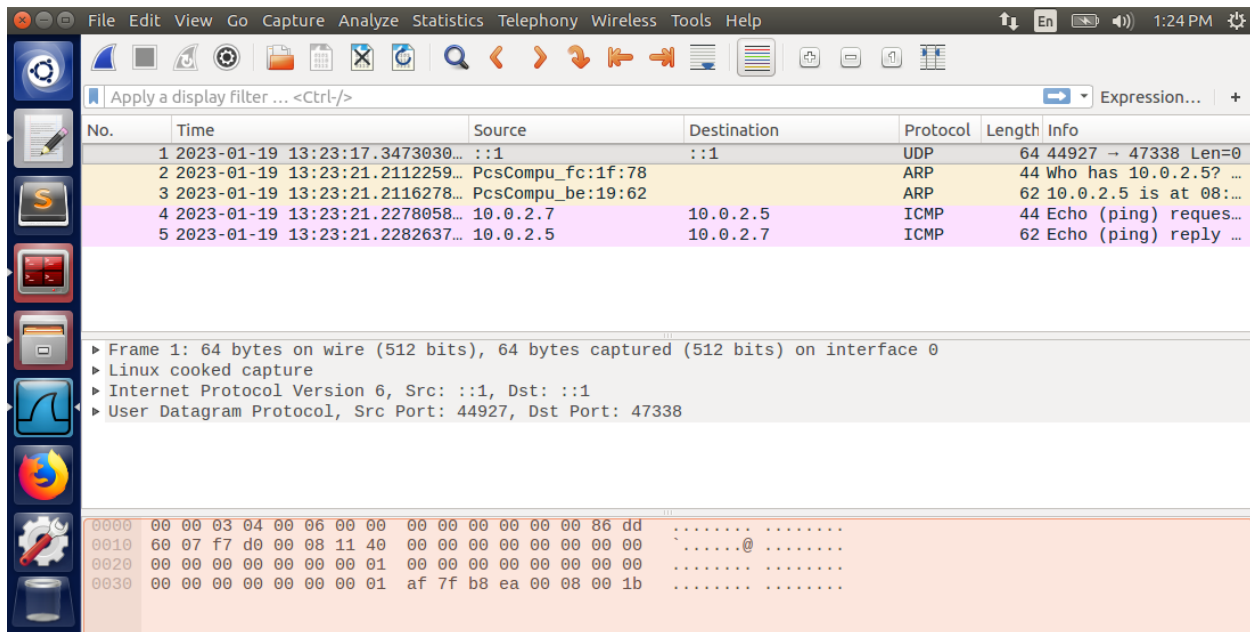 File Edit View Go Capture Analyze Statistics Telephony Wireless Tools Help En 1:24 PM
Apply a display filter … <Ctrl-/> Expression… +
No. Time Source Destination Protocol Length Info
1 2023-01-19 13:23:17.3473030… ::1 ::1 UDP 64 44927 → 47338 Len=0
2 2023-01-19 13:23:21.2112259… PcsCompu_fc:1f:78 ARP 44 Who has 10.0.2.5? …
3 2023-01-19 13:23:21.2116278… PcsCompu_be:19:62 ARP 62 10.0.2.5 is at 08:…
4 2023-01-19 13:23:21.2278058… 10.0.2.7 10.0.2.5 ICMP 44 Echo (ping) reques…
5 2023-01-19 13:23:21.2282637… 10.0.2.5 10.0.2.7 ICMP 62 Echo (ping) reply …
Frame 1: 64 bytes on wire (512 bits), 64 bytes captured (512 bits) on interface 0
Linux cooked capture
Internet Protocol Version 6, Src: ::1, Dst: ::1
User Datagram Protocol, Src Port: 44927, Dst Port: 47338
0000 00 00 03 04 00 06 00 00 00 00 00 00 00 00 86 dd ........ ........
0010 60 07 f7 d0 00 08 11 40 00 00 00 00 00 00 00 00 `......@ ........
0020 00 00 00 00 00 00 00 01 00 00 00 00 00 00 00 00 ........ ........
0030 00 00 00 00 00 00 00 01 af 7f b8 ea 00 08 00 1b ........ ........